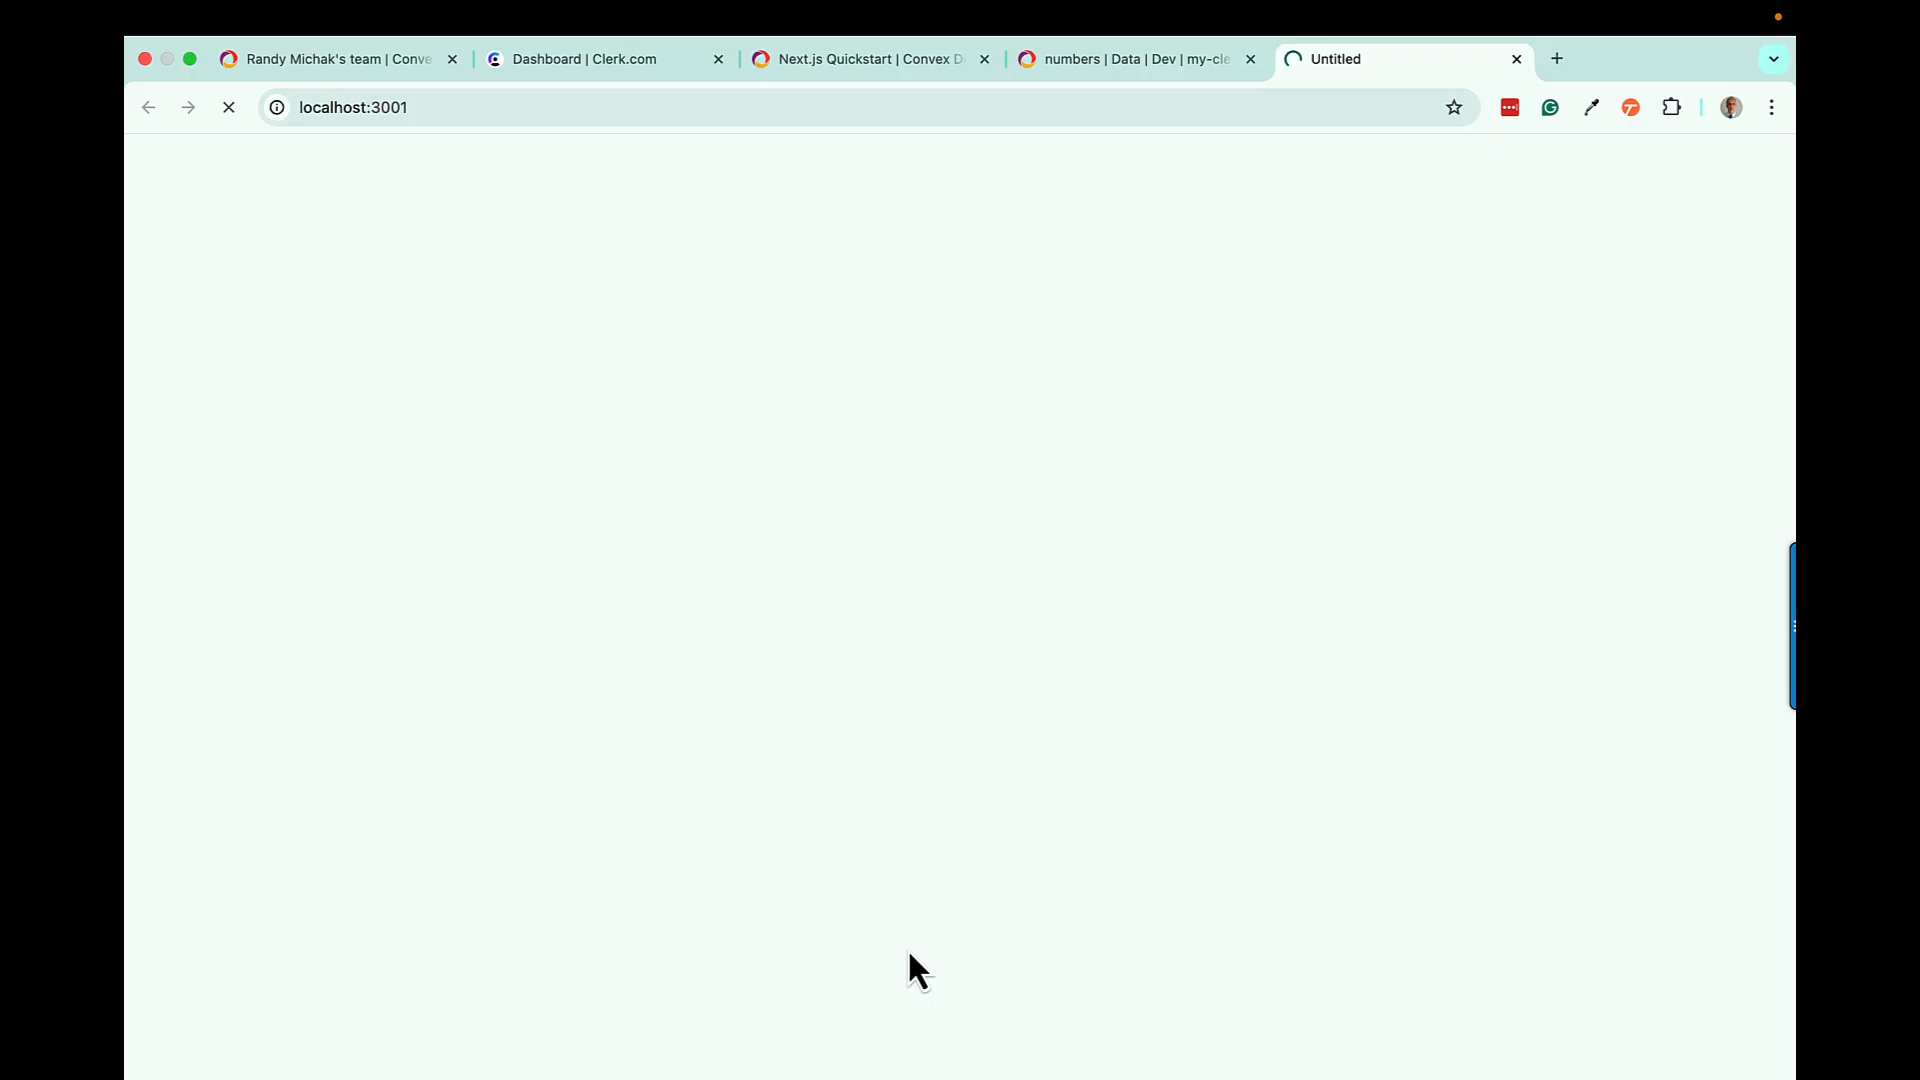 Randy Michak's team | Conve
Dashboard | Clerk.com
Next.js Quickstart | Convex D
numbers | Data | Dev | my-cle
Untitled
localhost:3001